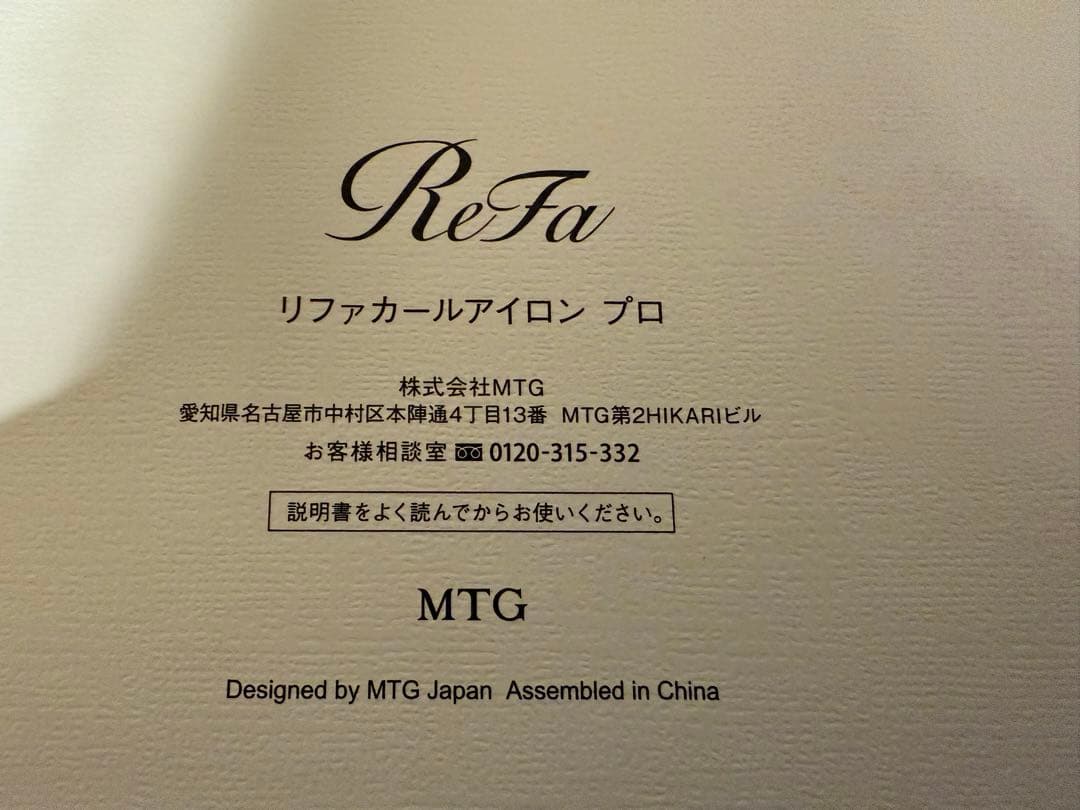 ReFa
リファカールアイロン プロ
株式会社MTG
愛知県名古屋市中村区本陣通4丁目13番 MTG第2HIKARIビル
お客様相談室 0120-315-332
説明書をよく読んでからお使いください。
MTG
Designed by MTG Japan Assembled in China